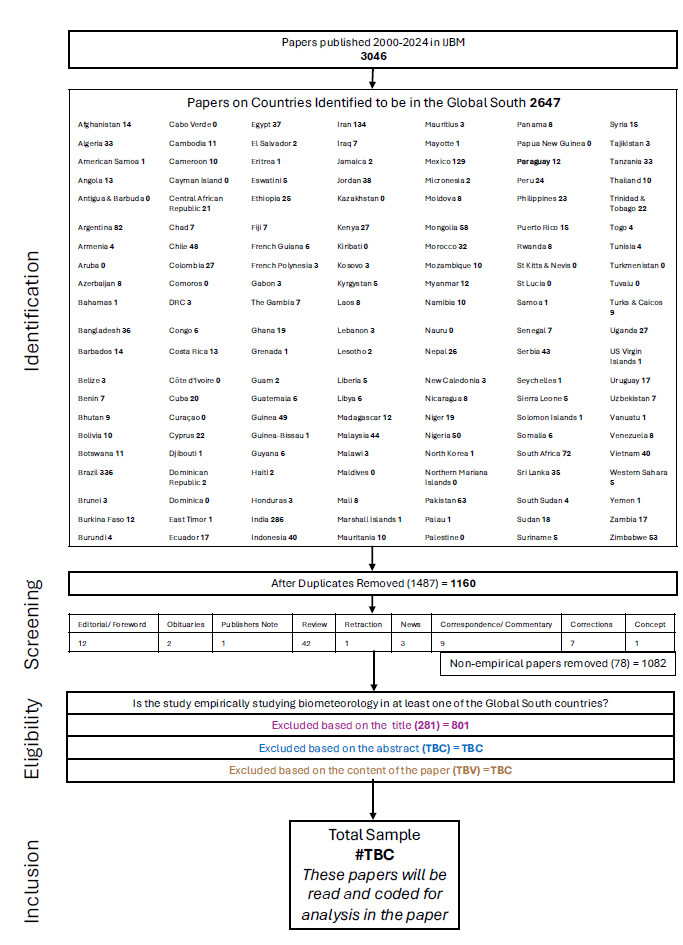 Papers published 2000-2024 in IJBM
3046
Identification
Papers on Countries Identified to be in the Global South 2647
Afghanistan 14 Cabo Verde 0 Egypt 37 Iran 134 Mauritius 3 Panama 8 Syria 15
Algeria 33 Cambodia 11 El Salvador 2 Iraq 7 Mayotte 1 Papua New Guinea 0 Tajikistan 3
American Samoa 1 Cameroon 10 Eritrea 1 Jamaica 2 Mexico 129 Paraguay 12 Tanzania 33
Angola 13 Cayman Island 0 Eswatini 5 Jordan 38 Micronesia 2 Peru 24 Thailand 10
Antigua & Barbuda 0 Central African Ethiopia 25 Kazakhstan 0 Moldova 8 Philippines 23 Trinidad &
Republic 21 Tobago 22
Argentina 82 Chad 7 Fiji 7 Kenya 27 Mongolia 58 Puerto Rico 15 Togo 4
Armenia 4 Chile 48 French Guiana 6 Kiribati 0 Morocco 32 Rwanda 8 Tunisia 4
Aruba 0 Colombia 27 French Polynesia 3 Kosovo 3 Mozambique 10 St Kitts & Nevis 0 Turkmenistan 0
Azerbaijan 8 Comoros 0 Gabon 3 Kyrgystan 5 Myanmar 12 St Lucia 0 Tuvalu 0
Bahamas 1 DRC 3 The Gambia 7 Laos 8 Namibia 10 Samoa 1 Turks & Caicos
9
Bangladesh 36 Congo 6 Ghana 19 Lebanon 3 Nauru 0 Senegal 7 Uganda 27
Barbados 14 Costa Rica 13 Grenada 1 Lesotho 2 Nepal 26 Serbia 43 US Virgin
Islands 1
Belize 3 Côte d'Ivoire 0 Guam 2 Liberia 5 New Caledonia 3 Seychelles 1 Uruguay 17
Benin 7 Cuba 20 Guatemala 6 Libya 6 Nicaragua 8 Sierra Leone 5 Uzbekistan 7
Bhutan 9 Curaçao 0 Guinea 49 Madagascar 12 Niger 19 Solomon Islands 1 Vanuatu 1
Bolivia 10 Cyprus 22 Guinea-Bissau 1 Malaysia 44 Nigeria 50 Somalia 6 Venezuela 8
Botswana 11 Djibouti 1 Guyana 6 Malawi 3 North Korea 1 South Africa 72 Vietnam 40
Brazil 336 Dominican Haiti 2 Maldives 0 Northern Mariana Sri Lanka 35 Western Sahara
Republic 2 Islands 0 5
Brunei 3 Dominica 0 Honduras 3 Mali 8 Pakistan 63 South Sudan 4 Yemen 1
Burkina Faso 12 East Timor 1 India 286 Marshall Islands 1 Palau 1 Sudan 18 Zambia 17
Burundi 4 Ecuador 17 Indonesia 40 Mauritania 10 Palestine 0 Suriname 5 Zimbabwe 53
Screening
After Duplicates Removed (1487) = 1160
Editorial/ Foreword Obituaries Publishers Note Review Retraction News Correspondence/ Commentary Corrections Concept
12 2 1 42 1 3 9 7 1
Non-empirical papers removed (78) = 1082
Eligibility
Is the study empirically studying biometeorology in at least one of the Global South countries?
Excluded based on the title (281) = 801
Excluded based on the abstract (TBC) = TBC
Excluded based on the content of the paper (TBV) = TBC
Inclusion
Total Sample
#TBC
These papers will be
read and coded for
analysis in the paper